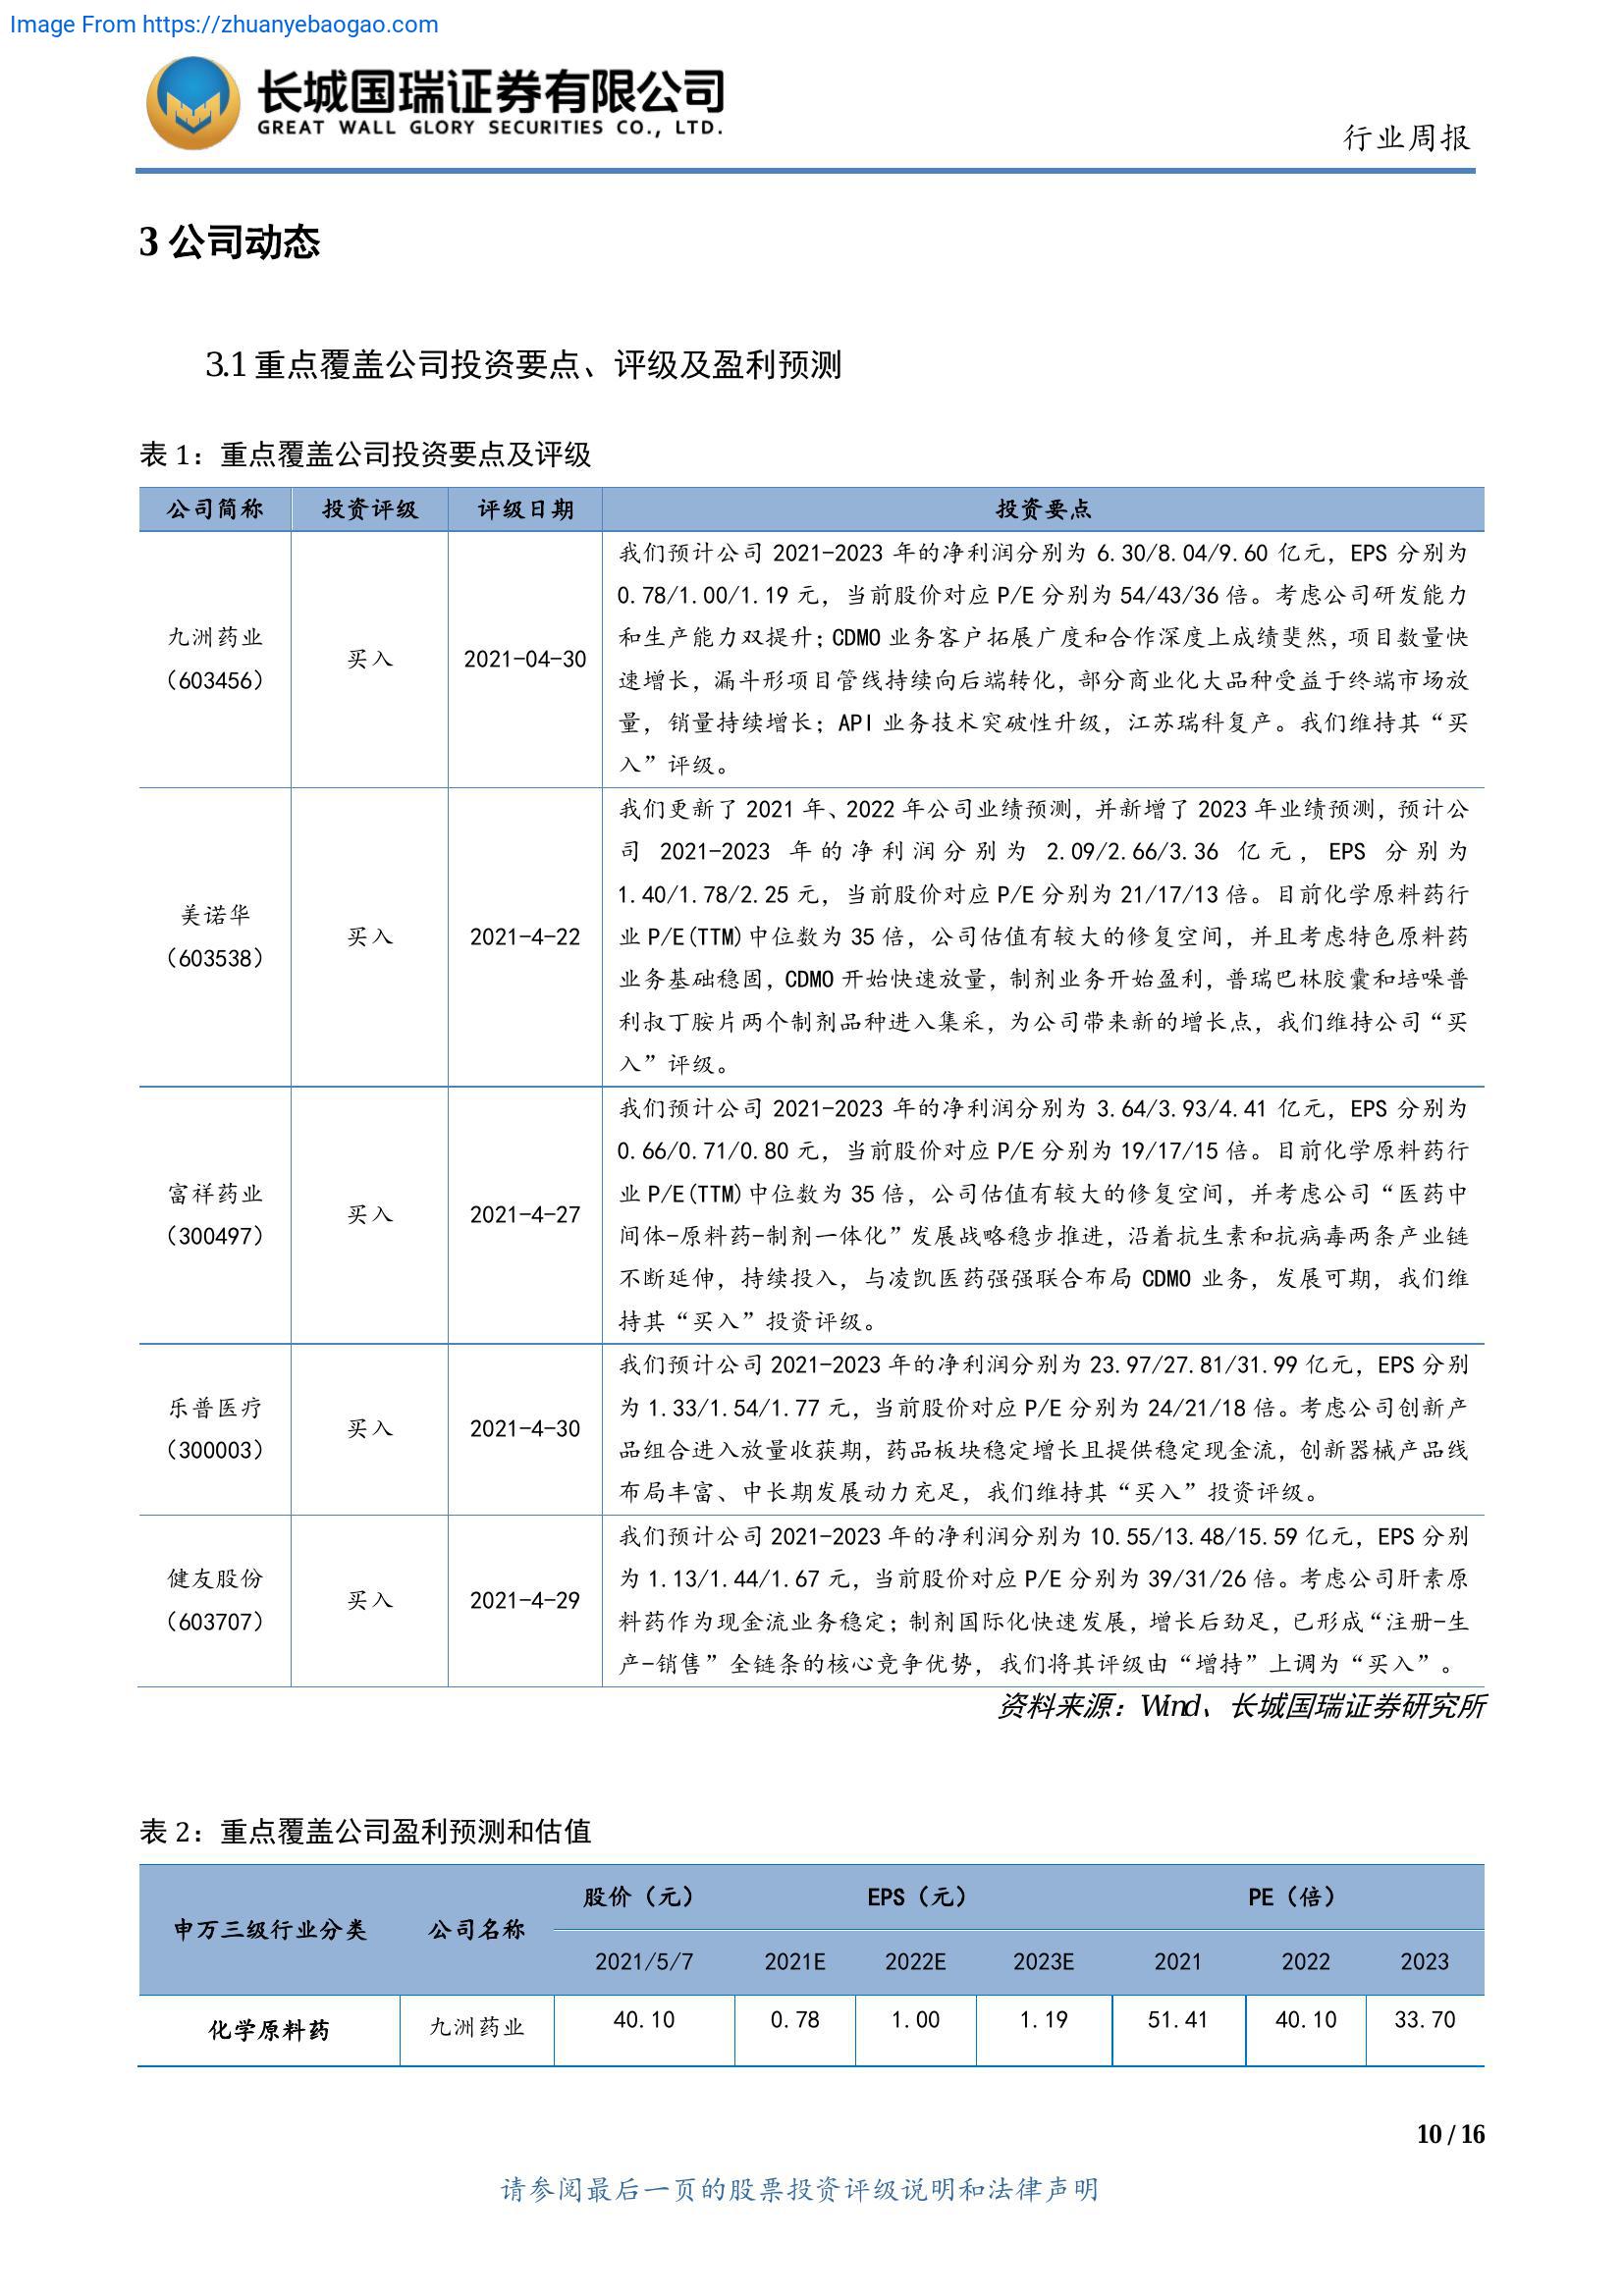 Image From https://zhuanyebaogao.com
长城国瑞证券有限公司
GREAT WALL GLORY SECURITIES CO., LTD.
行业周报
3 公司动态
3.1 重点覆盖公司投资要点、评级及盈利预测
表 1：重点覆盖公司投资要点及评级
公司简称 投资评级 评级日期 投资要点
九洲药业
（603456）
买入
2021-04-30
我们预计公司 2021-2023 年的净利润分别为 6.30/8.04/9.60 亿元，EPS 分别为
0.78/1.00/1.19 元，当前股价对应 P/E 分别为 54/43/36 倍。考虑公司研发能力
和生产能力双提升；CDMO 业务客户拓展广度和合作深度上成绩斐然，项目数量快
速增长，漏斗形项目管线持续向后端转化，部分商业化大品种受益于终端市场放
量，销量持续增长；API 业务技术突破性升级，江苏瑞科复产。我们维持其“买
入”评级。
美诺华
（603538）
买入
2021-4-22
我们更新了 2021 年、2022 年公司业绩预测，并新增了 2023 年业绩预测，预计公
司 2021-2023 年的净利润分别为 2.09/2.66/3.36 亿元，EPS 分别为
1.40/1.78/2.25 元，当前股价对应 P/E 分别为 21/17/13 倍。目前化学原料药行
业 P/E(TTM)中位数为 35 倍，公司估值有较大的修复空间，并且考虑特色原料药
业务基础稳固，CDMO 开始快速放量，制剂业务开始盈利，普瑞巴林胶囊和培哚普
利叔丁胺片两个制剂品种进入集采，为公司带来新的增长点，我们维持公司“买
入”评级。
富祥药业
（300497）
买入
2021-4-27
我们预计公司 2021-2023 年的净利润分别为 3.64/3.93/4.41 亿元，EPS 分别为
0.66/0.71/0.80 元，当前股价对应 P/E 分别为 19/17/15 倍。目前化学原料药行
业 P/E(TTM)中位数为 35 倍，公司估值有较大的修复空间，并考虑公司“医药中
间体-原料药-制剂一体化”发展战略稳步推进，沿着抗生素和抗病毒两条产业链
不断延伸，持续投入，与凌凯医药强强联合布局 CDMO 业务，发展可期，我们维
持其“买入”投资评级。
乐普医疗
（300003）
买入
2021-4-30
我们预计公司 2021-2023 年的净利润分别为 23.97/27.81/31.99 亿元，EPS 分别
为 1.33/1.54/1.77 元，当前股价对应 P/E 分别为 24/21/18 倍。考虑公司创新产
品组合进入放量收获期，药品板块稳定增长且提供稳定现金流，创新器械产品线
布局丰富、中长期发展动力充足，我们维持其“买入”投资评级。
健友股份
（603707）
买入
2021-4-29
我们预计公司 2021-2023 年的净利润分别为 10.55/13.48/15.59 亿元，EPS 分别
为 1.13/1.44/1.67 元，当前股价对应 P/E 分别为 39/31/26 倍。考虑公司肝素原
料药作为现金流业务稳定；制剂国际化快速发展，增长后劲足，已形成“注册-生
产-销售”全链条的核心竞争优势，我们将其评级由“增持”上调为“买入”。
资料来源：Wind、长城国瑞证券研究所
表 2：重点覆盖公司盈利预测和估值
申万三级行业分类 公司名称 股价（元） EPS（元） PE（倍）
2021/5/7 2021E 2022E 2023E 2021 2022 2023
化学原料药 九洲药业 40.10 0.78 1.00 1.19 51.41 40.10 33.70
10 / 16
请参阅最后一页的股票投资评级说明和法律声明